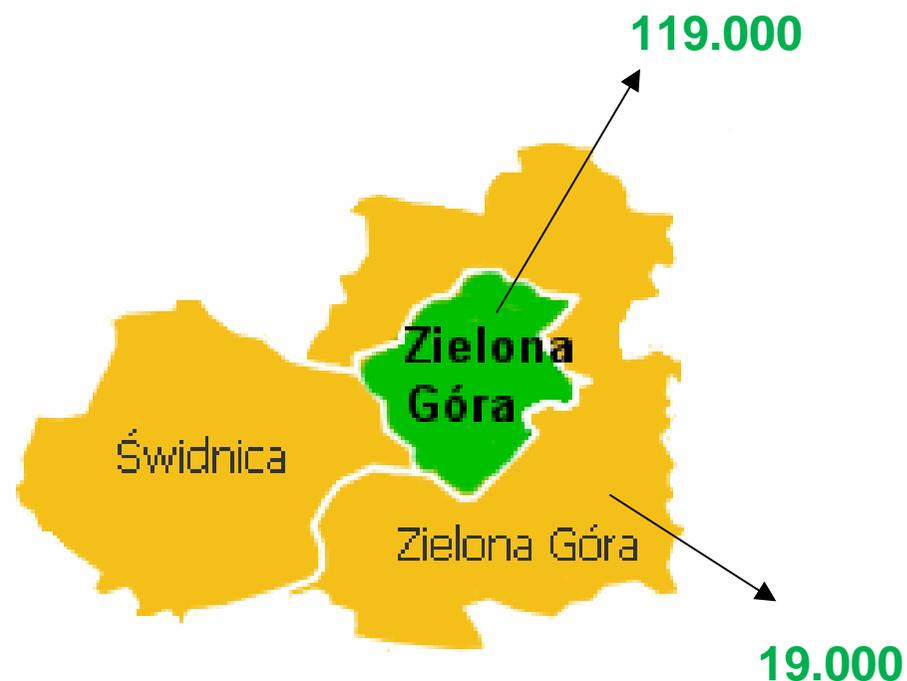 119.000
Zielona
Góra
Świdnica
Zielona Góra
19.000